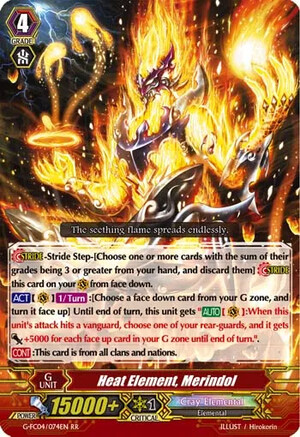 4
GRADE
The seething flame spreads endlessly.
STRIDE -Stride Step-[Choose one or more cards with the sum of their
grades being 3 or greater from your hand, and discard them] STRIDE
this card on your (V) from face down.
ACT [(V)] 1/Turn :[Choose a face down card from your G zone, and
turn it face up] Until end of turn, this unit gets "AUTO [(V)]:When this
unit's attack hits a vanguard, choose one of your rear-guards, and it gets
+5000 for each face up card in your G zone until end of turn.".
CONT :This card is from all clans and nations.
G
UNIT
Heat Element, Merindol
POWER
15000+
1
CRITICAL
Cray Elemental
Elemental
G-FC04/074EN RR
ILLUST / Hirokorin